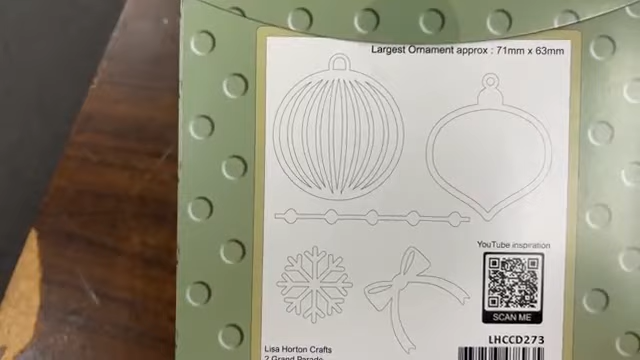 Largest Ornament approx : 71mm x 63mm
YouTube inspiration
SCAN ME
LHCCD273
Lisa Horton Crafts
2 Grand Parade